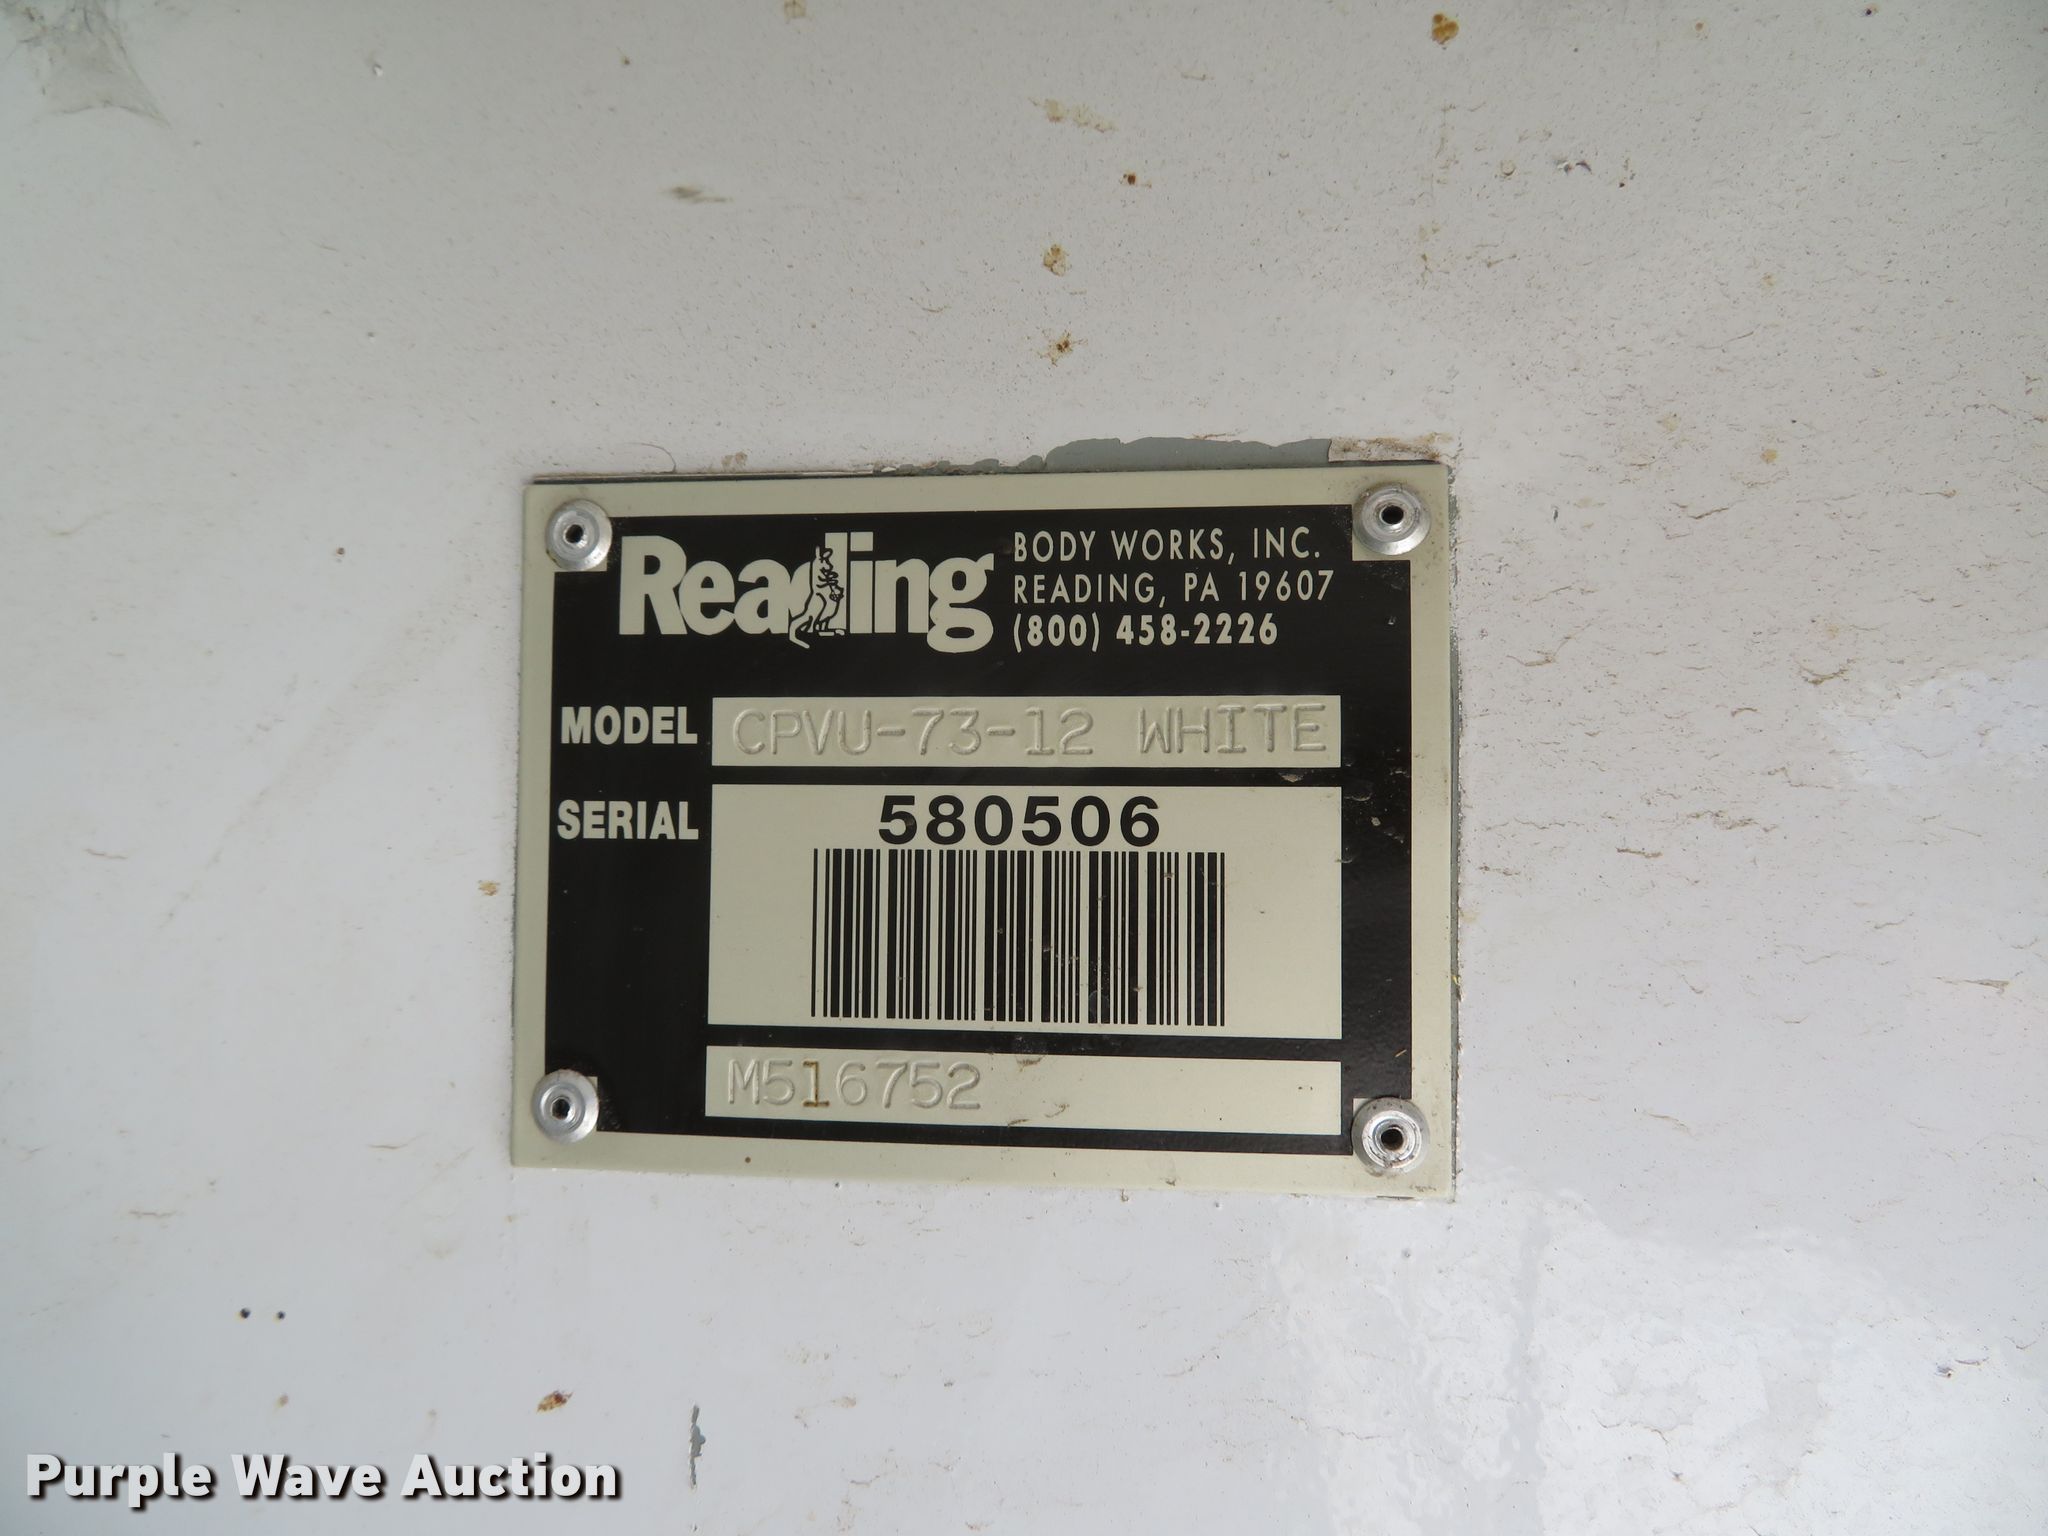 Reading
BODY WORKS, INC.
READING, PA 19607
(800) 458-2226
MODEL CPVU-73-12 WHITE
SERIAL 580506
M516752
Purple Wave Auction